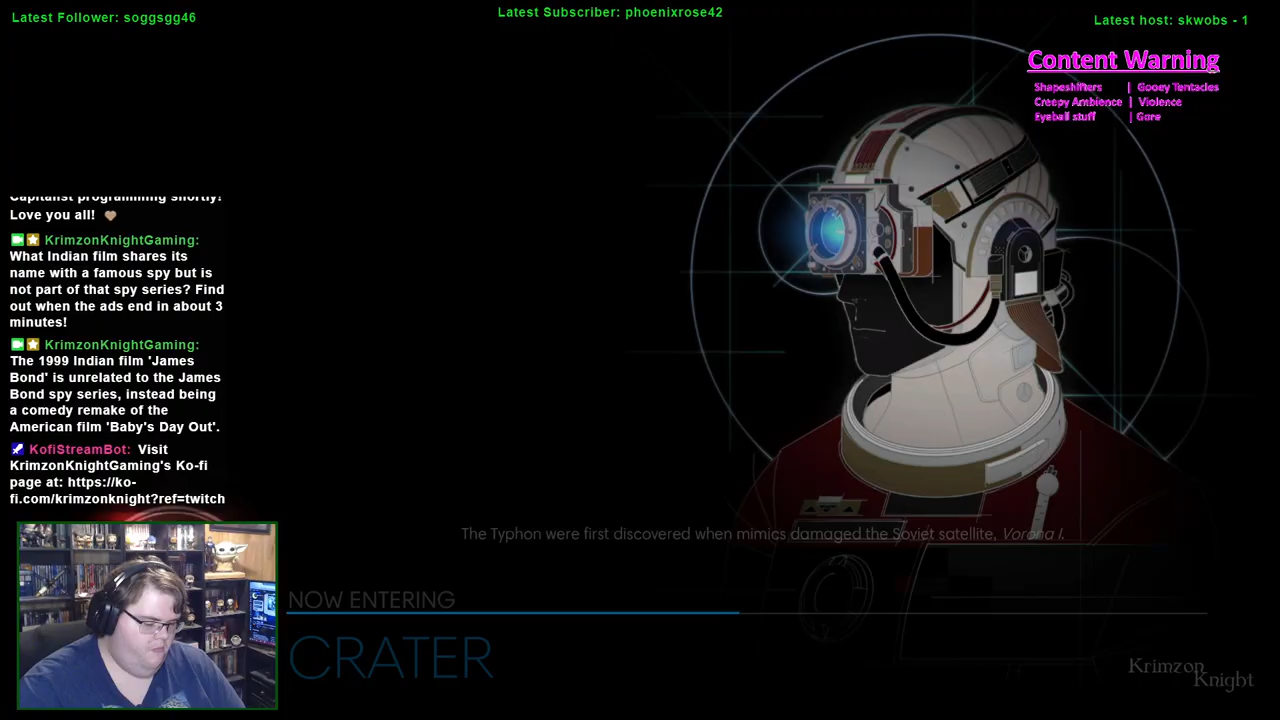 Latest Follower: soggsgg46
Latest Subscriber: phoenixrose42
Latest host: skwobs - 1
Content Warning
Shapeshifters | Gooey Tentacles
Creepy Ambience | Violence
Eyeball stuff | Gore
Capitalist programming shortly!
Love you all!
KrimzonKnightGaming:
What Indian film shares its
name with a famous spy but is
not part of that spy series? Find
out when the ads end in about 3
minutes!
KrimzonKnightGaming:
The 1999 Indian film 'James
Bond' is unrelated to the James
Bond spy series, instead being
a comedy remake of the
American film 'Baby's Day Out'.
KofiStreamBot: Visit
KrimzonKnightGaming's Ko-fi
page at: https://ko-
fi.com/krimzonknight?ref=twitch
The Typhon were first discovered when mimics damaged the Soviet satellite, Vorona I.
NOW ENTERING
CRATER
Krimzon
Knight